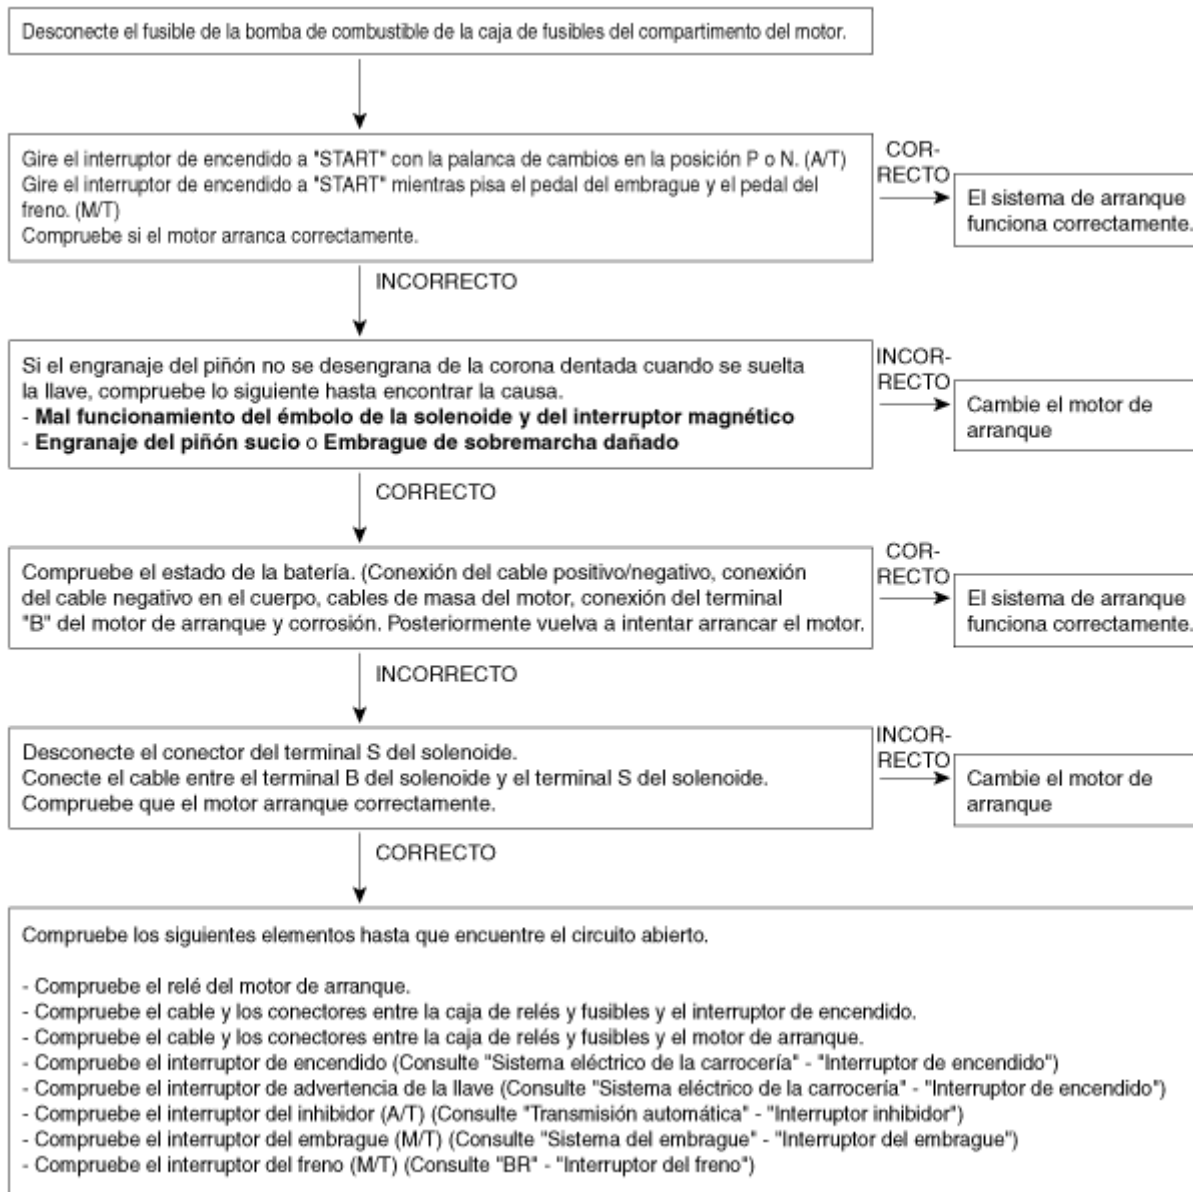 Desconecte el fusible de la bomba de combustible de la caja de fusibles del compartimento del motor.
Gire el interruptor de encendido a "START" con la palanca de cambios en la posición P o N. (A/T)
Gire el interruptor de encendido a "START" mientras pisa el pedal del embrague y el pedal del
freno. (M/T)
Compruebe si el motor arranca correctamente.
COR-
RECTO
El sistema de arranque
funciona correctamente.
INCORRECTO
Si el engranaje del piñón no se desengrana de la corona dentada cuando se suelta
la llave, compruebe lo siguiente hasta encontrar la causa.
- Mal funcionamiento del émbolo de la solenoide y del interruptor magnético
- Engranaje del piñón sucio o Embrague de sobremarcha dañado
INCOR-
RECTO
Cambie el motor de
arranque
CORRECTO
Compruebe el estado de la batería. (Conexión del cable positivo/negativo, conexión
del cable negativo en el cuerpo, cables de masa del motor, conexión del terminal
"B" del motor de arranque y corrosión. Posteriormente vuelva a intentar arrancar el motor.
COR-
RECTO
El sistema de arranque
funciona correctamente.
INCORRECTO
Desconecte el conector del terminal S del solenoide.
Conecte el cable entre el terminal B del solenoide y el terminal S del solenoide.
Compruebe que el motor arranque correctamente.
INCOR-
RECTO
Cambie el motor de
arranque
CORRECTO
Compruebe los siguientes elementos hasta que encuentre el circuito abierto.
- Compruebe el relé del motor de arranque.
- Compruebe el cable y los conectores entre la caja de relés y fusibles y el interruptor de encendido.
- Compruebe el cable y los conectores entre la caja de relés y fusibles y el motor de arranque.
- Compruebe el interruptor de encendido (Consulte "Sistema eléctrico de la carrocería" - "Interruptor de encendido")
- Compruebe el interruptor de advertencia de la llave (Consulte "Sistema eléctrico de la carrocería" - "Interruptor de encendido")
- Compruebe el interruptor del inhibidor (A/T) (Consulte "Transmisión automática" - "Interruptor inhibidor")
- Compruebe el interruptor del embrague (M/T) (Consulte "Sistema del embrague" - "Interruptor del embrague")
- Compruebe el interruptor del freno (M/T) (Consulte "BR" - "Interruptor del freno")